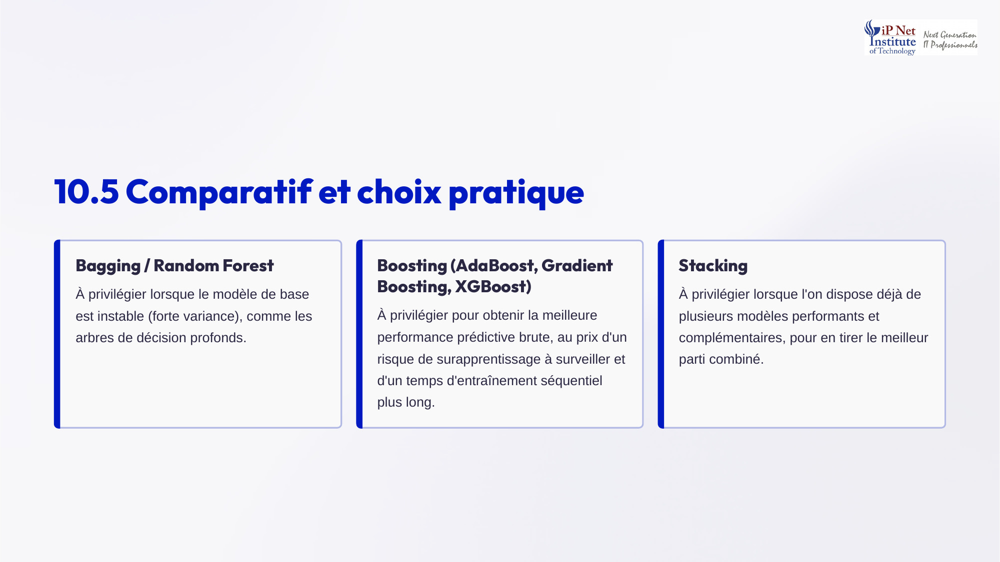 iP Net
Institute
of Technology
Next Generation
IT Professionnels
10.5 Comparatif et choix pratique
Bagging / Random Forest
À privilégier lorsque le modèle de base
est instable (forte variance), comme les
arbres de décision profonds.
Boosting (AdaBoost, Gradient
Boosting, XGBoost)
À privilégier pour obtenir la meilleure
performance prédictive brute, au prix d'un
risque de surapprentissage à surveiller et
d'un temps d'entraînement séquentiel
plus long.
Stacking
À privilégier lorsque l'on dispose déjà de
plusieurs modèles performants et
complémentaires, pour en tirer le meilleur
parti combiné.